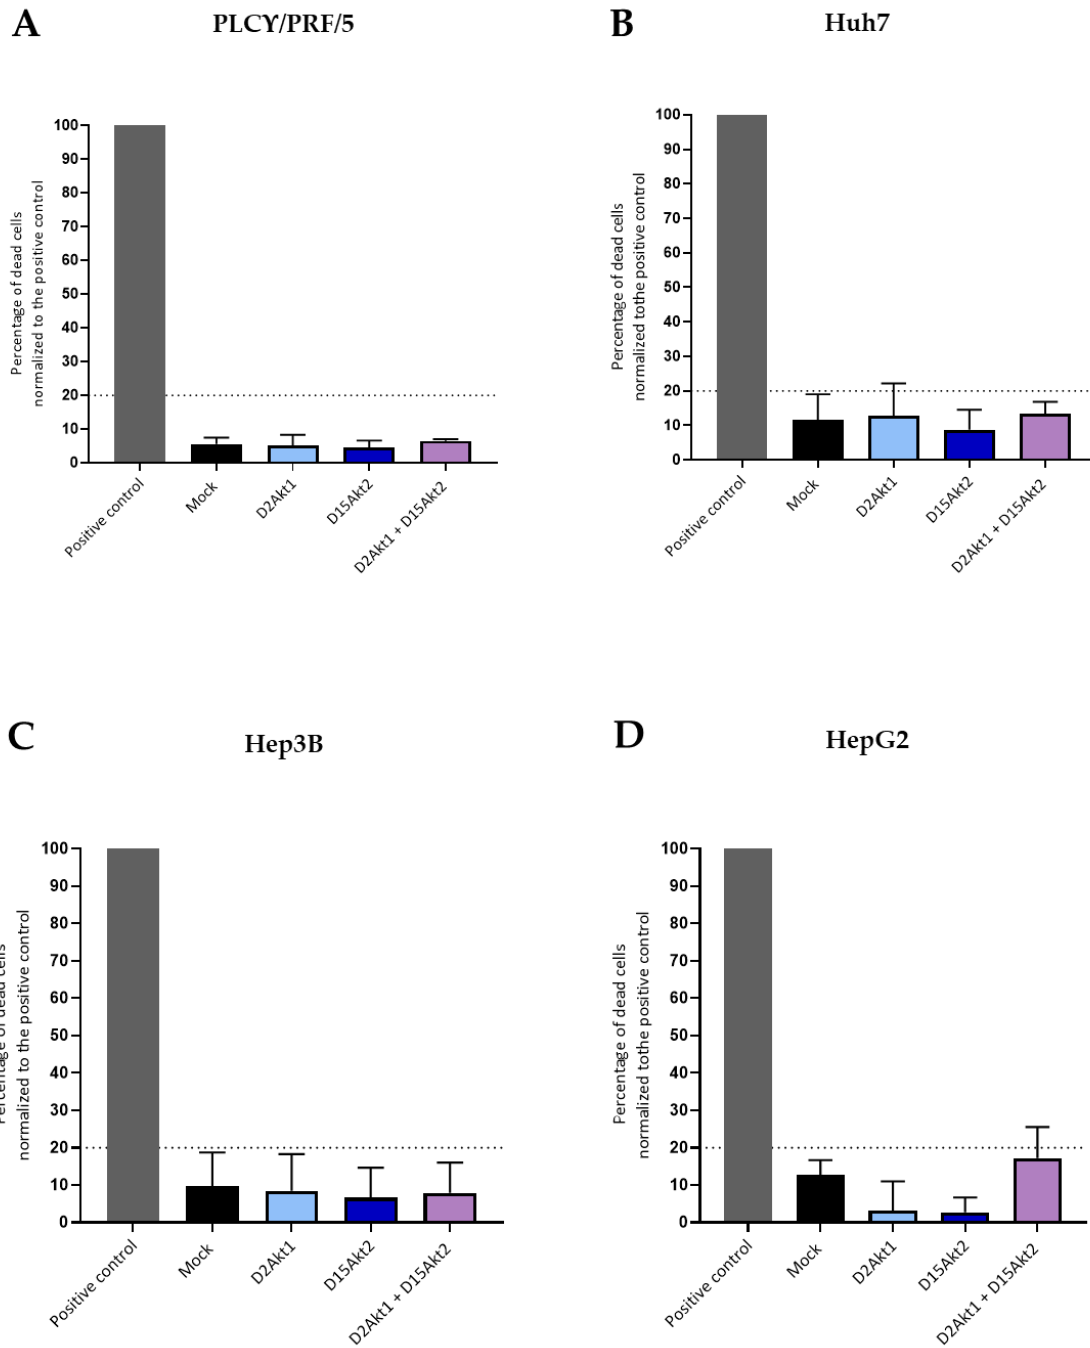 A
PLCY/PRF/5
Percentage of dead cells
normalized to the positive control
100
90
80
70
60
50
40
30
20
10
0
Positive control
Mock
D2Akt1
D15Akt2
D2Akt1 + D15Akt2
B
Huh7
Percentage of dead cells
normalized tothe positive control
100
90
80
70
60
50
40
30
20
10
0
Positive control
Mock
D2Akt1
D15Akt2
D2Akt1 + D15Akt2
C
Hep3B
Percentage of dead cells
normalized to the positive control
100
90
80
70
60
50
40
30
20
10
0
Positive control
Mock
D2Akt1
D15Akt2
D2Akt1 + D15Akt2
D
HepG2
Percentage of dead cells
normalized tothe positive control
100
90
80
70
60
50
40
30
20
10
0
Positive control
Mock
D2Akt1
D15Akt2
D2Akt1 + D15Akt2